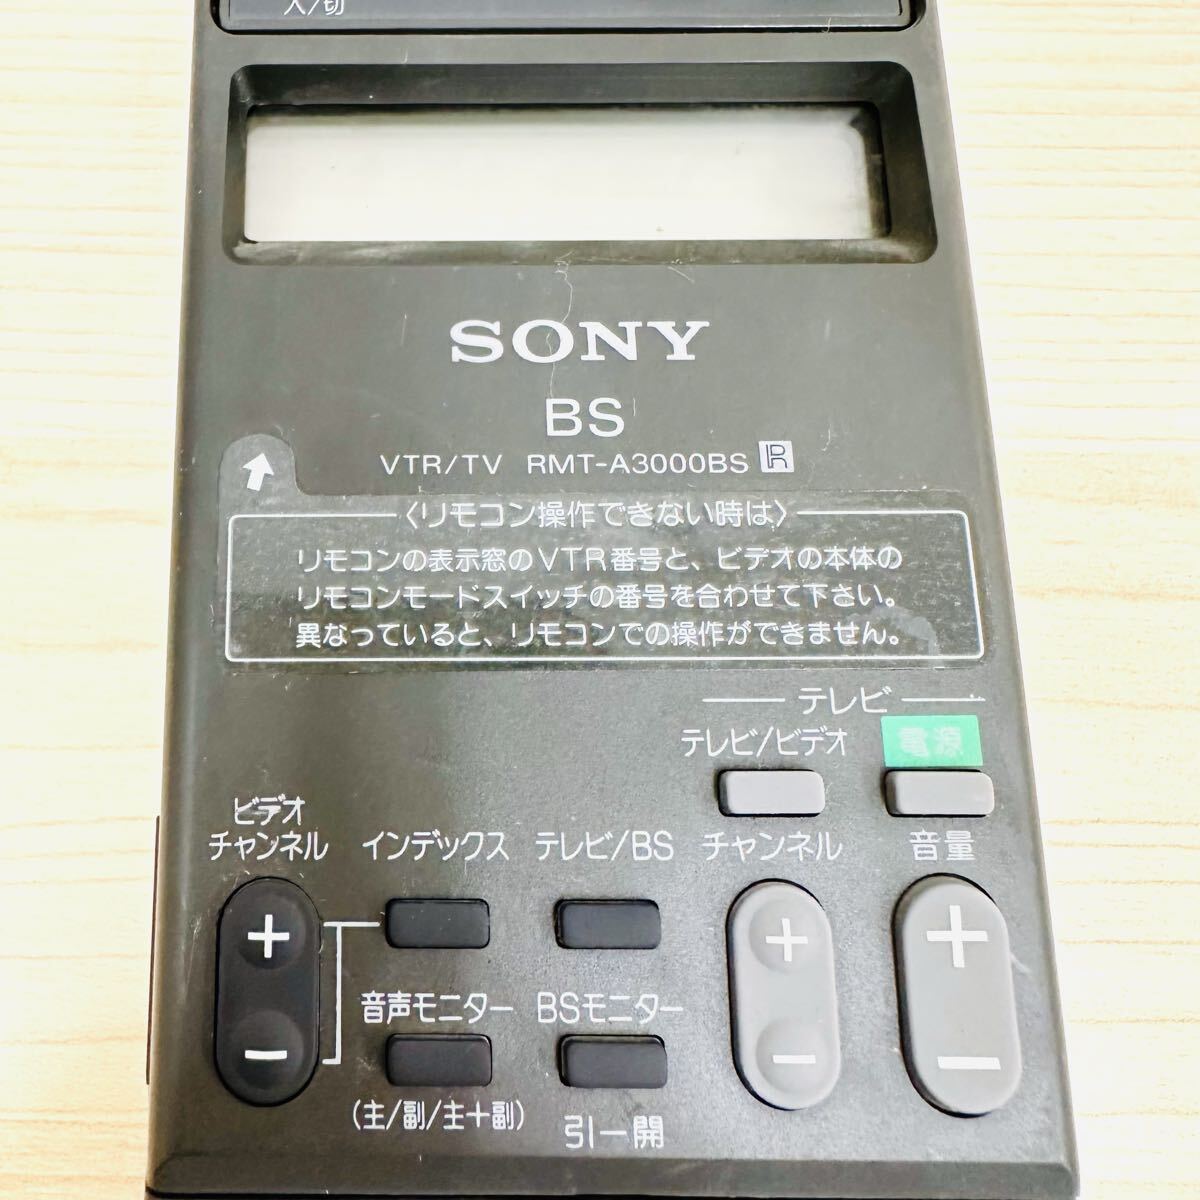 入/切
SONY
BS
VTR/TV RMT-A3000BS R
〈リモコン操作できない時は〉
リモコンの表示窓のVTR番号と、ビデオの本体の
リモコンモードスイッチの番号を合わせて下さい。
異なっていると、リモコンでの操作ができません。
テレビ
テレビ/ビデオ 電源
ビデオ
チャンネル インデックス テレビ/BS チャンネル 音量
+ + +
音声モニター BSモニター
− − −
(主/副/主+副) 引一開